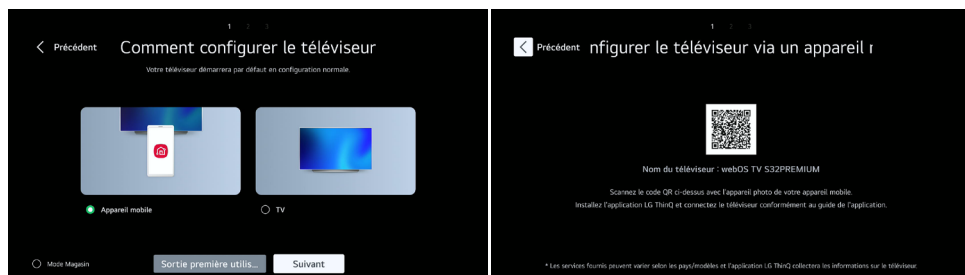 1 2 3
Précédent
Comment configurer le téléviseur
Votre téléviseur démarrera par défaut en configuration normale.
Appareil mobile
TV
Mode Magasin
Sortie première utilis...
Suivant
1 2 3
Précédent
nfigurer le téléviseur via un appareil
Nom du téléviseur : webOS TV S32PREMIUM
Scannez le code QR ci-dessus avec l'appareil photo de votre appareil mobile.
Installez l'application LG ThinQ et connectez le téléviseur conformément au guide de l'application.
* Les services fournis peuvent varier selon les pays/modèles et l'application LG ThinQ collectera les informations sur le téléviseur.